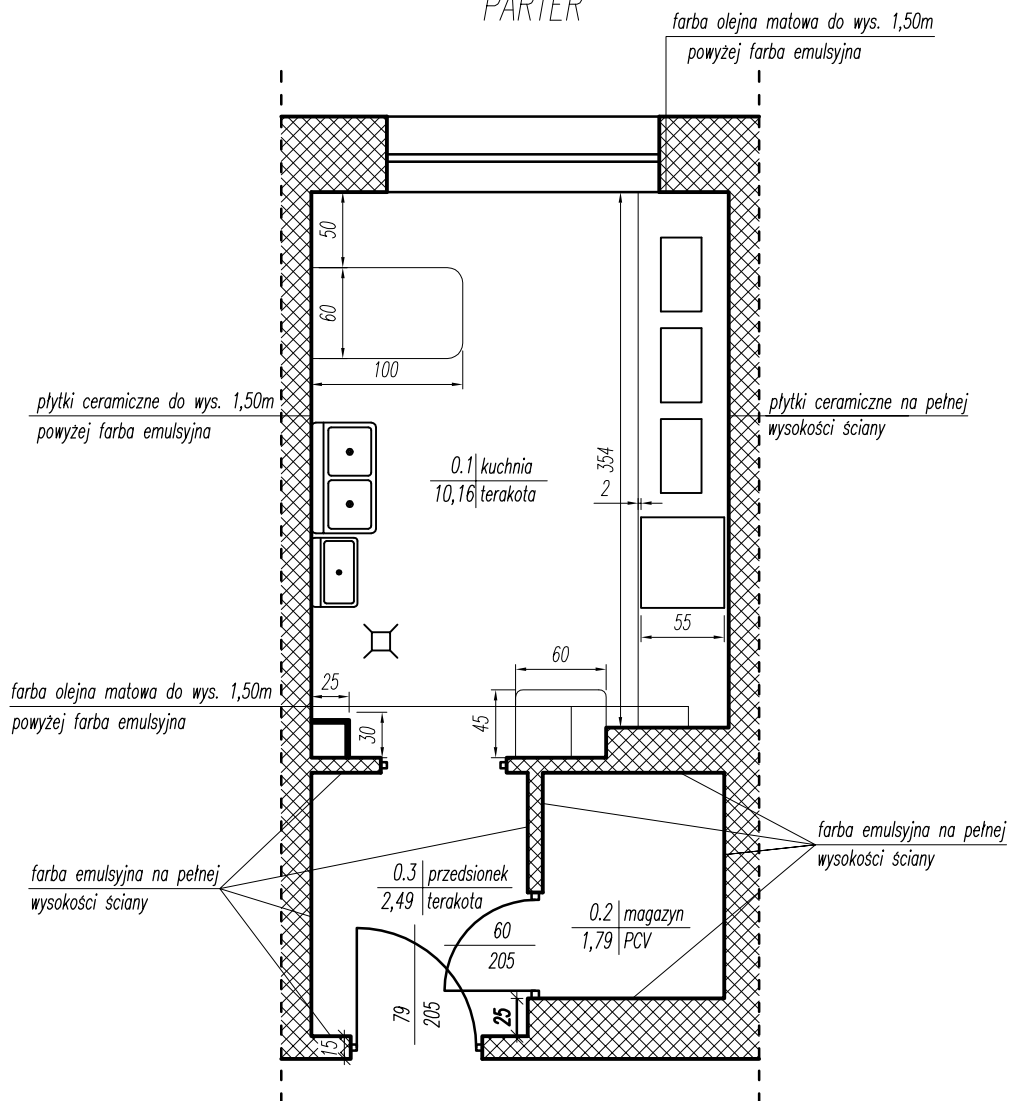 PARTER
farba olejna matowa do wys. 1,50m
powyżej farba emulsyjna
50
60
100
płytki ceramiczne do wys. 1,50m
powyżej farba emulsyjna
płytki ceramiczne na pełnej
wysokości ściany
0.1 kuchnia
10,16 terakota
354
2
55
60
45
25
30
farba olejna matowa do wys. 1,50m
powyżej farba emulsyjna
farba emulsyjna na pełnej
wysokości ściany
farba emulsyjna na pełnej
wysokości ściany
0.3 przedsionek
2,49 terakota
0.2 magazyn
1,79 PCV
60
205
79
205
25
15